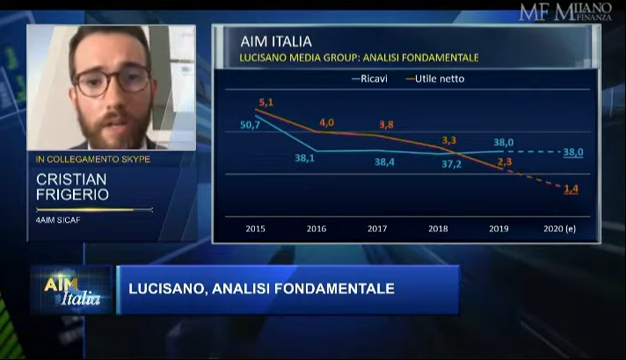 MF MILANO
FINANZA
AIM ITALIA
LUCISANO MEDIA GROUP: ANALISI FONDAMENTALE
Ricavi Utile netto
5,1
50,7
4,0
38,1
3,8
38,4
3,3
37,2
38,0
2,3
38,0
1,4
2015 2016 2017 2018 2019 2020 (e)
IN COLLEGAMENTO SKYPE
CRISTIAN
FRIGERIO
4AIM SICAF
AIM
Italia
LUCISANO, ANALISI FONDAMENTALE